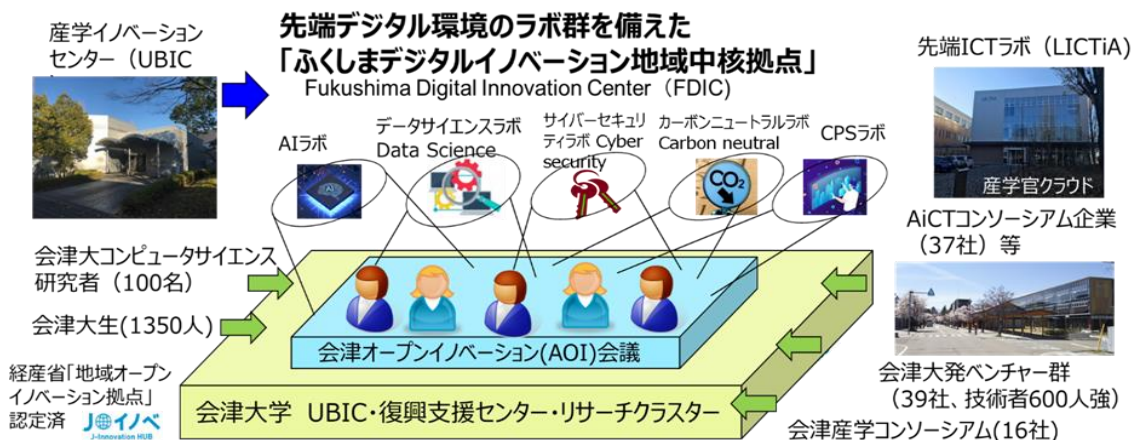 産学イノベーション
センター（UBIC
先端デジタル環境のラボ群を備えた
「ふくしまデジタルイノベーション地域中核拠点」
Fukushima Digital Innovation Center（FDIC)
先端ICTラボ（LICTiA）
AIラボ
データサイエンスラボ
Data Science
サイバーセキュリ
ティラボ Cyber
security
カーボンニュートラルラボ
Carbon neutral
CPSラボ
AI
CO2
産学官クラウド
AiCTコンソーシアム企業
（37社）等
会津大コンピュータサイエンス
研究者（100名）
会津大生(1350人)
会津オープンイノベーション(AOI)会議
経産省「地域オープン
イノベーション拠点」
認定済
J イノベ
J-Innovation HUB
会津大学 UBIC・復興支援センター・リサーチクラスター
会津大発ベンチャー群
（39社、技術者600人強）
会津産学コンソーシアム(16社)